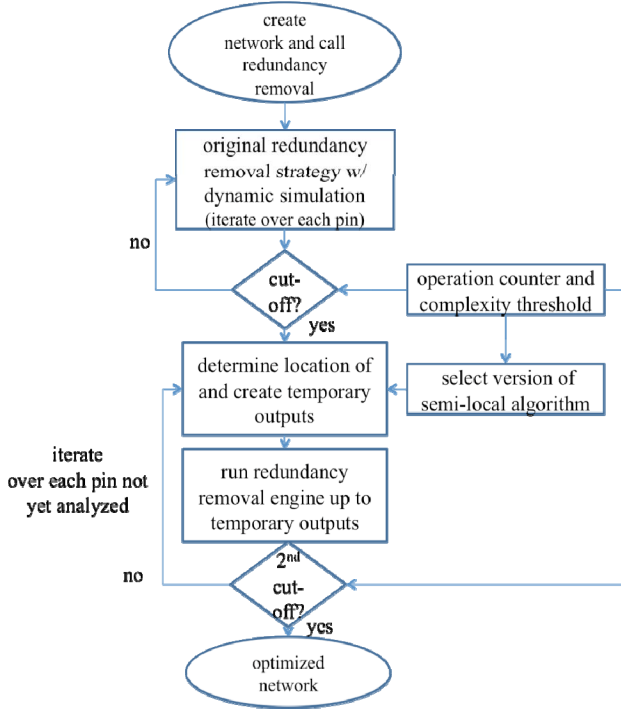 create
network and call
redundancy
removal
original redundancy
removal strategy w/
dynamic simulation
(iterate over each pin)
no
cut-
off?
yes
operation counter and
complexity threshold
determine location of
and create temporary
outputs
select version of
semi-local algorithm
iterate
over each pin not
yet analyzed
run redundancy
removal engine up to
temporary outputs
no
2nd
cut-
off?
yes
optimized
network